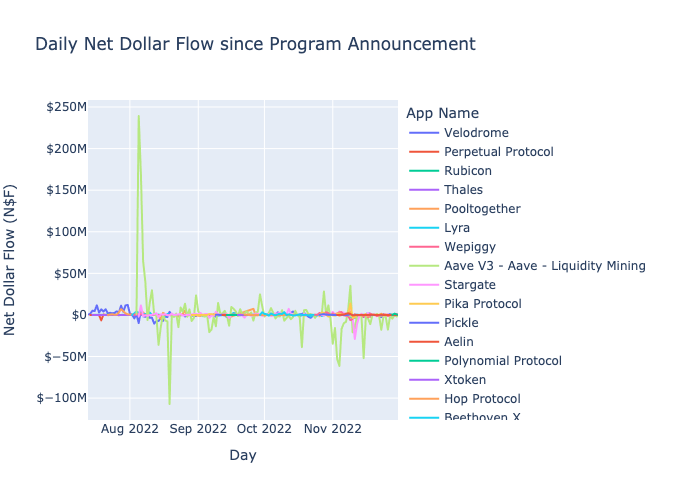 Daily Net Dollar Flow since Program Announcement
Net Dollar Flow (N$F)
$250M
$200M
$150M
$100M
$50M
$0
$−50M
$−100M
Aug 2022
Sep 2022
Oct 2022
Nov 2022
Day
App Name
Velodrome
Perpetual Protocol
Rubicon
Thales
Pooltogether
Lyra
Wepiggy
Aave V3 - Aave - Liquidity Mining
Stargate
Pika Protocol
Pickle
Aelin
Polynomial Protocol
Xtoken
Hop Protocol
Beethoven X